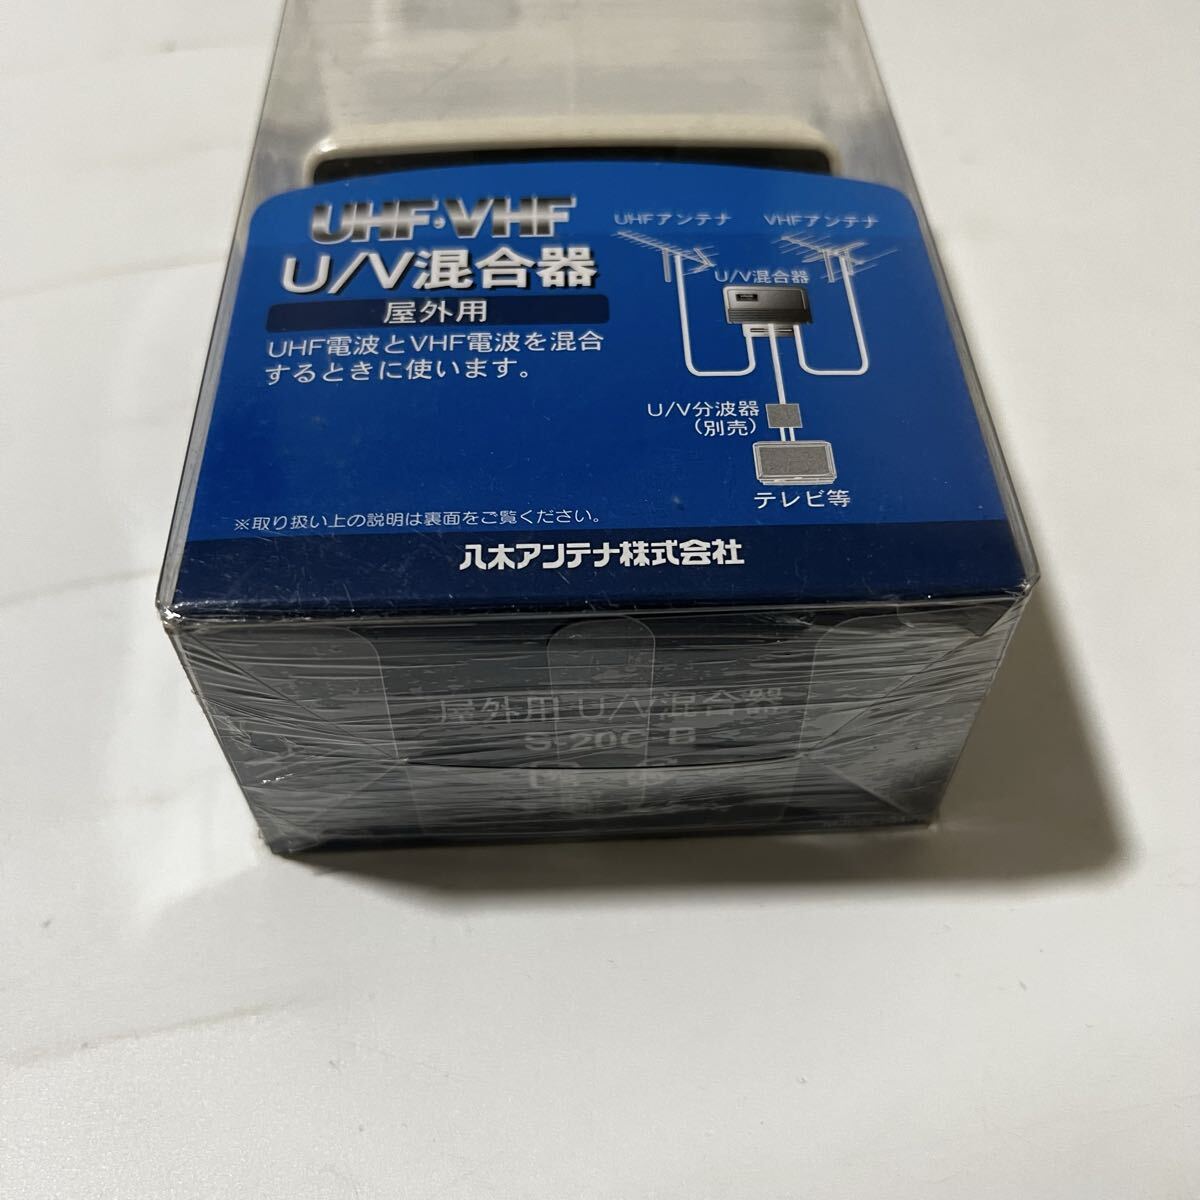 UHF・VHF
U/V混合器
屋外用
UHF電波とVHF電波を混合
するときに使います。
UHFアンテナ
VHFアンテナ
U/V混合器
U/V分波器
(別売)
テレビ等
※取り扱い上の説明は裏面をご覧ください。
八木アンテナ株式会社
屋外用 U/V混合器